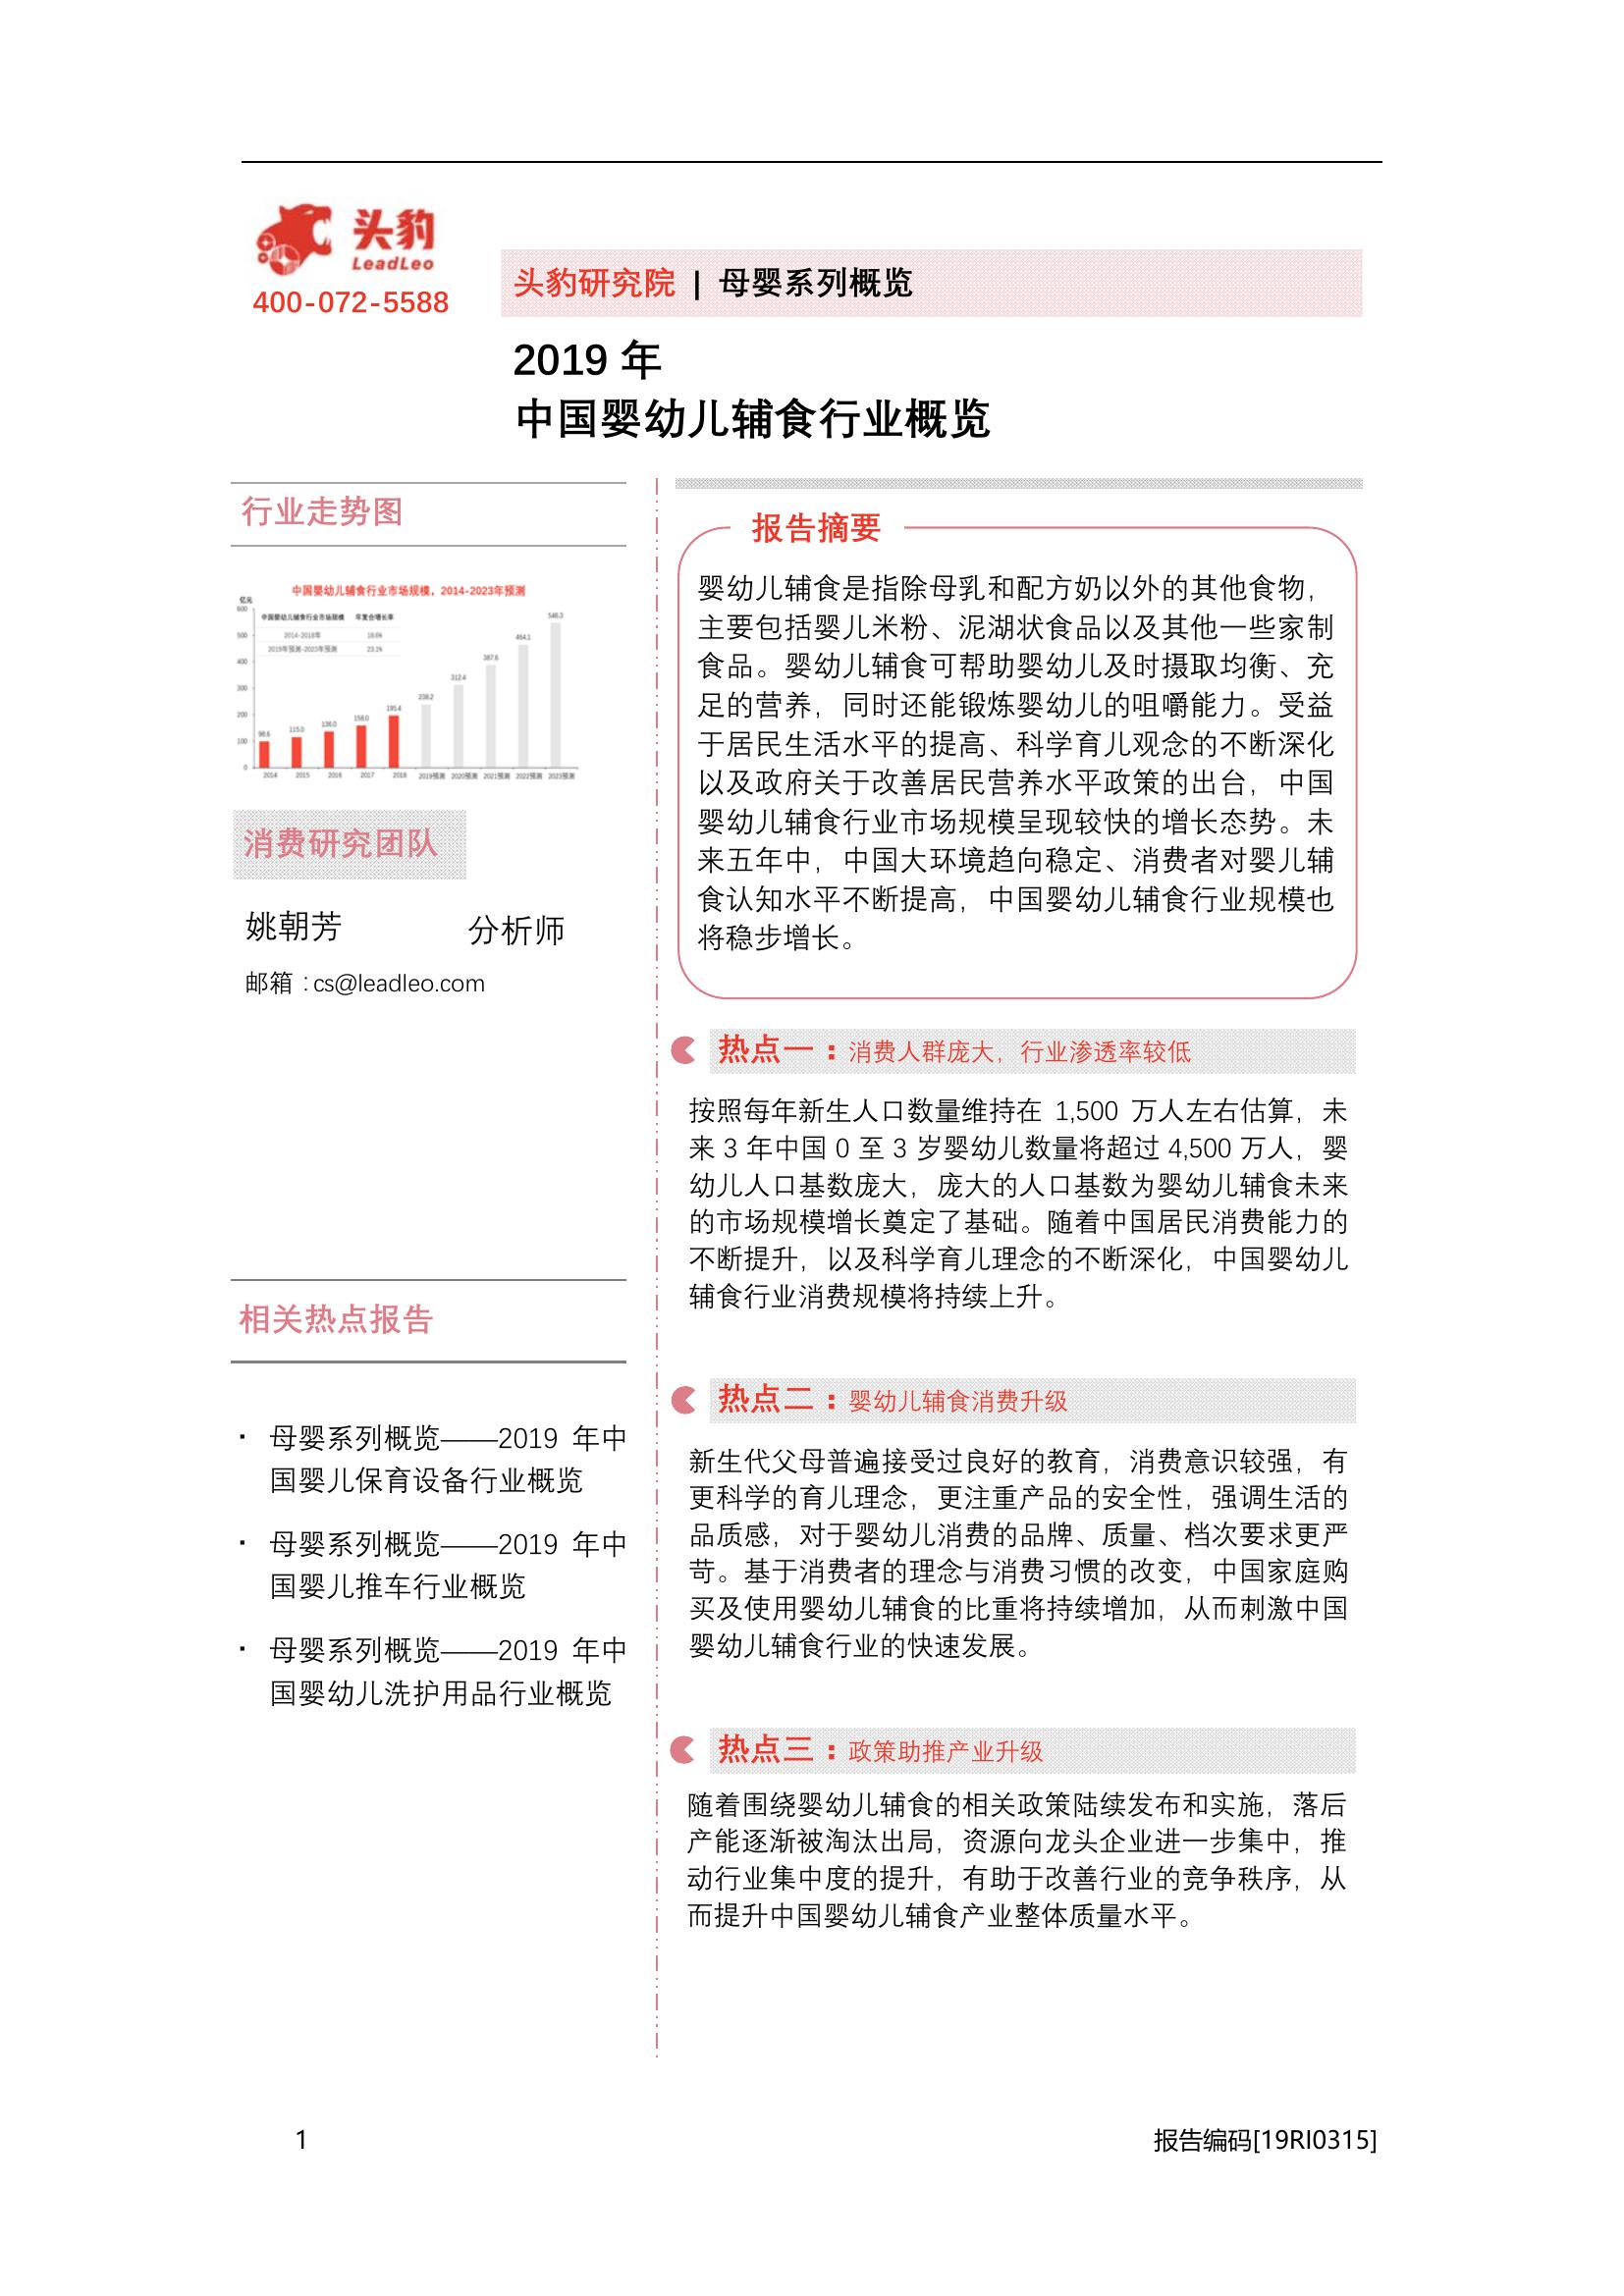 头豹
LeadLeo
400-072-5588
头豹研究院 | 母婴系列概览
2019 年
中国婴幼儿辅食行业概览
行业走势图
中国婴幼儿辅食行业市场规模，2014-2023年预测
亿元
中国婴幼儿辅食行业市场规模 年复合增长率
2014-2018年 18.6%
2019年预测-2023年预测 23.1%
600
500
400
300
200
100
0
98.6
115.0
136.0
158.0
195.4
238.2
312.4
387.6
464.1
546.3
2014 2015 2016 2017 2018 2019预测 2020预测 2021预测 2022预测 2023预测
消费研究团队
姚朝芳 分析师
邮箱：cs@leadleo.com
相关热点报告
· 母婴系列概览——2019 年中
国婴儿保育设备行业概览
· 母婴系列概览——2019 年中
国婴儿推车行业概览
· 母婴系列概览——2019 年中
国婴幼儿洗护用品行业概览
报告摘要
婴幼儿辅食是指除母乳和配方奶以外的其他食物，
主要包括婴儿米粉、泥湖状食品以及其他一些家制
食品。婴幼儿辅食可帮助婴幼儿及时摄取均衡、充
足的营养，同时还能锻炼婴幼儿的咀嚼能力。受益
于居民生活水平的提高、科学育儿观念的不断深化
以及政府关于改善居民营养水平政策的出台，中国
婴幼儿辅食行业市场规模呈现较快的增长态势。未
来五年中，中国大环境趋向稳定、消费者对婴儿辅
食认知水平不断提高，中国婴幼儿辅食行业规模也
将稳步增长。
热点一：消费人群庞大，行业渗透率较低
按照每年新生人口数量维持在 1,500 万人左右估算，未
来 3 年中国 0 至 3 岁婴幼儿数量将超过 4,500 万人，婴
幼儿人口基数庞大，庞大的人口基数为婴幼儿辅食未来
的市场规模增长奠定了基础。随着中国居民消费能力的
不断提升，以及科学育儿理念的不断深化，中国婴幼儿
辅食行业消费规模将持续上升。
热点二：婴幼儿辅食消费升级
新生代父母普遍接受过良好的教育，消费意识较强，有
更科学的育儿理念，更注重产品的安全性，强调生活的
品质感，对于婴幼儿消费的品牌、质量、档次要求更严
苛。基于消费者的理念与消费习惯的改变，中国家庭购
买及使用婴幼儿辅食的比重将持续增加，从而刺激中国
婴幼儿辅食行业的快速发展。
热点三：政策助推产业升级
随着围绕婴幼儿辅食的相关政策陆续发布和实施，落后
产能逐渐被淘汰出局，资源向龙头企业进一步集中，推
动行业集中度的提升，有助于改善行业的竞争秩序，从
而提升中国婴幼儿辅食产业整体质量水平。
1
报告编码[19RI0315]